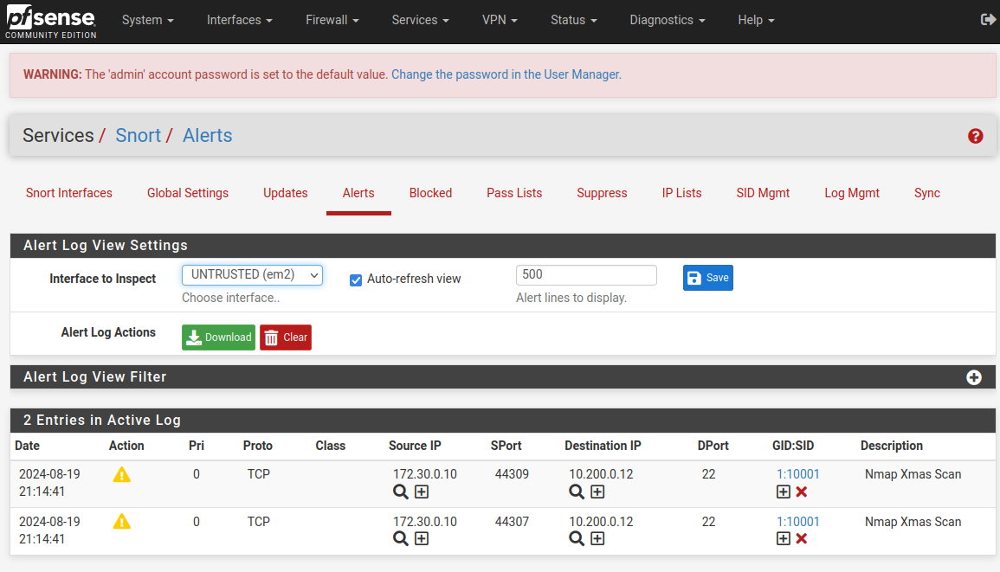 pfsense
COMMUNITY EDITION
System Interfaces Firewall Services VPN Status Diagnostics Help
WARNING: The 'admin' account password is set to the default value. Change the password in the User Manager.
Services / Snort / Alerts
Snort Interfaces Global Settings Updates Alerts Blocked Pass Lists Suppress IP Lists SID Mgmt Log Mgmt Sync
Alert Log View Settings
Interface to Inspect UNTRUSTED (em2) Auto-refresh view 500 Save
Choose interface.. Alert lines to display.
Alert Log Actions Download Clear
Alert Log View Filter
2 Entries in Active Log
Date Action Pri Proto Class Source IP SPort Destination IP DPort GID:SID Description
2024-08-19 0 TCP 172.30.0.10 44309 10.200.0.12 22 1:10001 Nmap Xmas Scan
21:14:41
2024-08-19 0 TCP 172.30.0.10 44307 10.200.0.12 22 1:10001 Nmap Xmas Scan
21:14:41